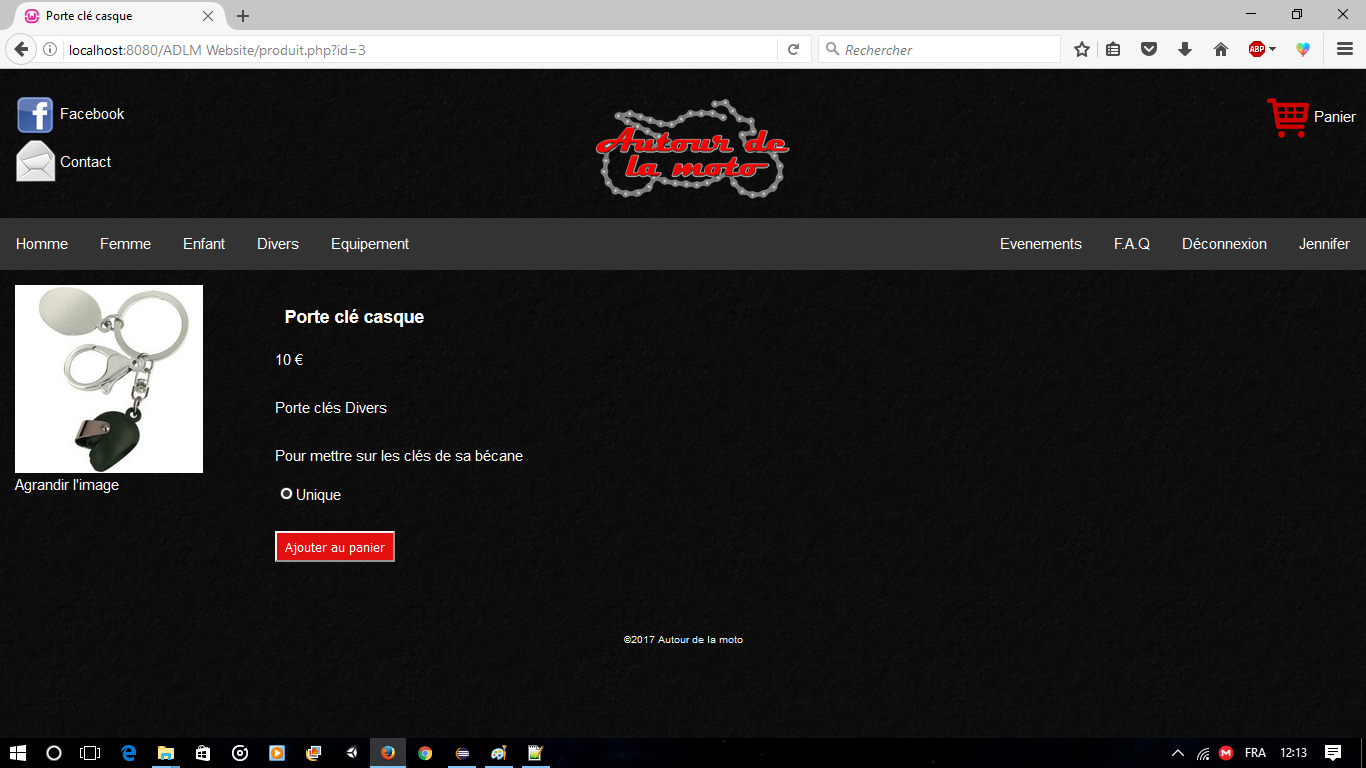 Porte clé casque
localhost:8080/ADLM Website/produit.php?id=3
Rechercher
ABP
Facebook
Contact
Autour de
la moto
Panier
Homme Femme Enfant Divers Equipement Evenements F.A.Q Déconnexion Jennifer
Porte clé casque
10 €
Porte clés Divers
Pour mettre sur les clés de sa bécane
Agrandir l'image
Unique
Ajouter au panier
©2017 Autour de la moto
FRA 12:13